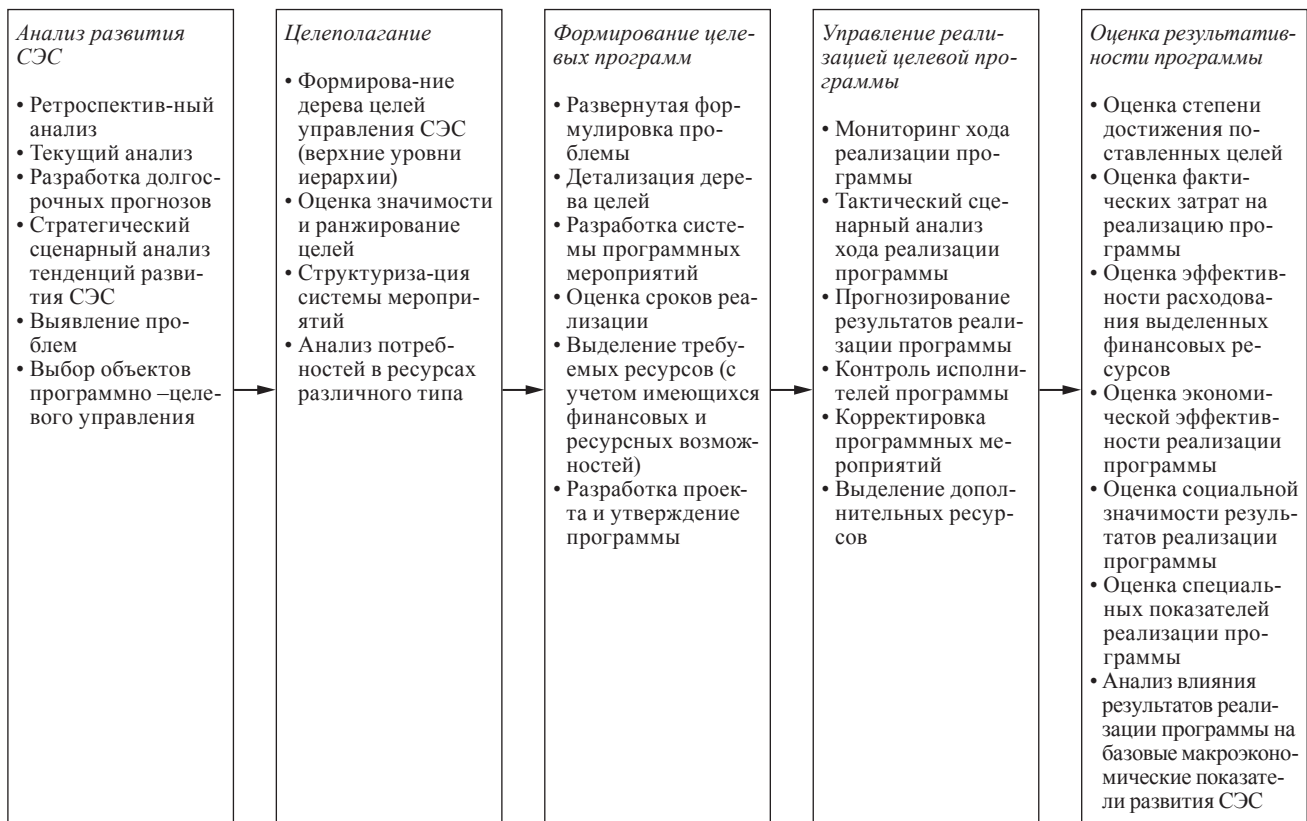 Анализ развития
СЭС
• Ретроспектив-ный
анализ
• Текущий анализ
• Разработка долгос-
рочных прогнозов
• Стратегический
сценарный анализ
тенденций разви-
тия СЭС
• Выявление про-
блем
• Выбор объектов
программно –целе-
вого управления
Целеполагание
• Формирова-ние
дерева целей
управления СЭС
(верхние уровни
иерархии)
• Оценка значимости
и ранжирование
целей
• Структуриза-ция
системы мероприя-
ятий
• Анализ потреб-
ностей в ресурсах
различного типа
Формирование целе-
вых программ
• Развернутая фор-
мулировка про-
блемы
• Детализация дере-
ва целей
• Разработка систе-
мы программных
мероприятий
• Оценка сроков реа-
лизации
• Выделение требу-
емых ресурсов (с
учетом имеющихся
финансовых и
ресурсных возмож-
ностей)
• Разработка проек-
та и утверждение
программы
Управление реали-
зацией целевой про-
граммы
• Мониторинг хода
реализации про-
граммы
• Тактический сце-
нарный анализ
хода реализации
программы
• Прогнозирование
результатов реали-
зации программы
• Контроль исполни-
телей программы
• Корректировка
программных ме-
роприятий
• Выделение допол-
нительных ресур-
сов
Оценка результатив-
ности программы
• Оценка степени
достижения по-
ставленных целей
• Оценка факти-
ческих затрат на
реализацию про-
граммы
• Оценка эффектив-
ности расходова-
ния выделенных
финансовых ре-
сурсов
• Оценка экономи-
ческой эффектив-
ности реализации
программы
• Оценка социальной
значимости резуль-
татов реализации
программы
• Оценка специаль-
ных показателей
реализации про-
граммы
• Анализ влияния
результатов реали-
зации программы на
базовые макроэконо-
мические показате-
ли развития СЭС